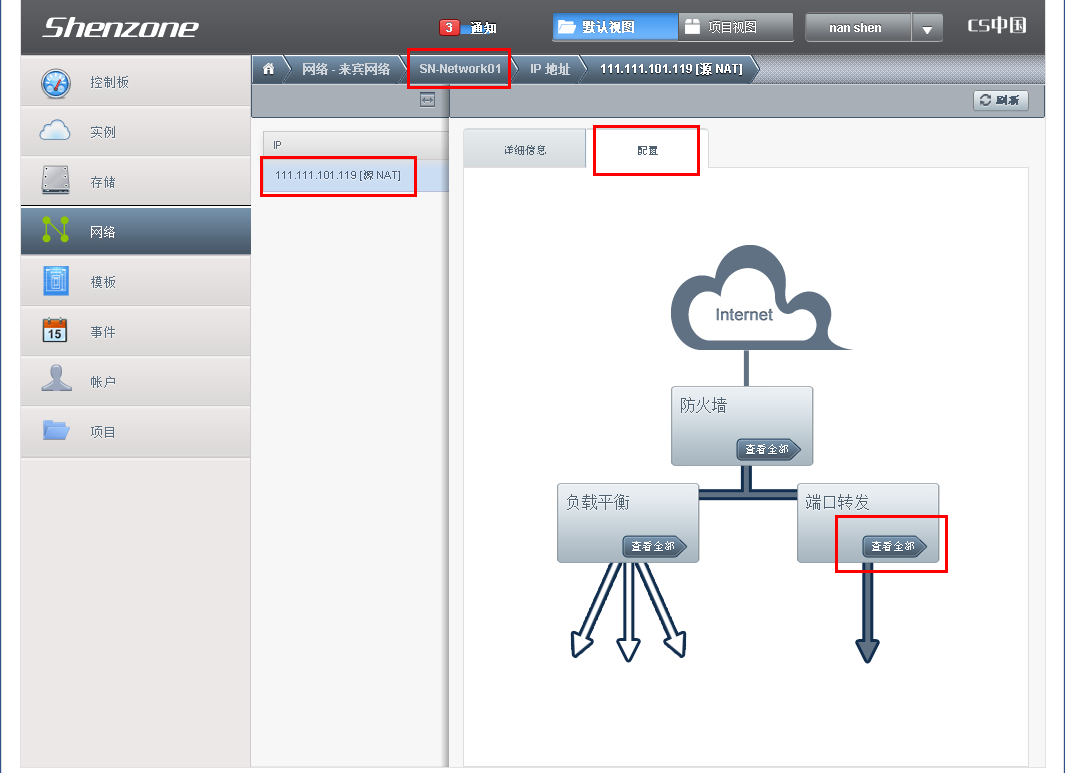 Shenzone
3 通知
默认视图
项目视图
nan shen
CS中国
网络 - 来宾网络
SN-Network01
IP 地址
111.111.101.119 [源 NAT]
刷新
控制板
实例
存储
网络
模板
15
事件
帐户
项目
IP
111.111.101.119 [源 NAT]
详细信息
配置
Internet
防火墙
查看全部
负载平衡
查看全部
端口转发
查看全部